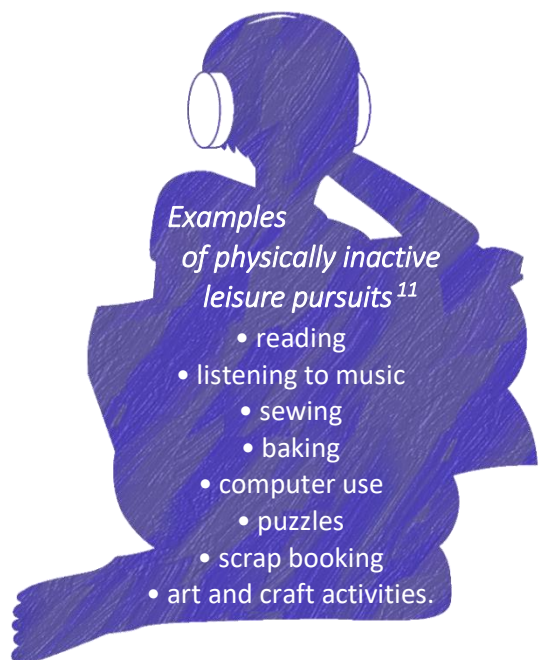 Examples
of physically inactive
leisure pursuits 11
• reading
• listening to music
• sewing
• baking
• computer use
• puzzles
• scrap booking
• art and craft activities.